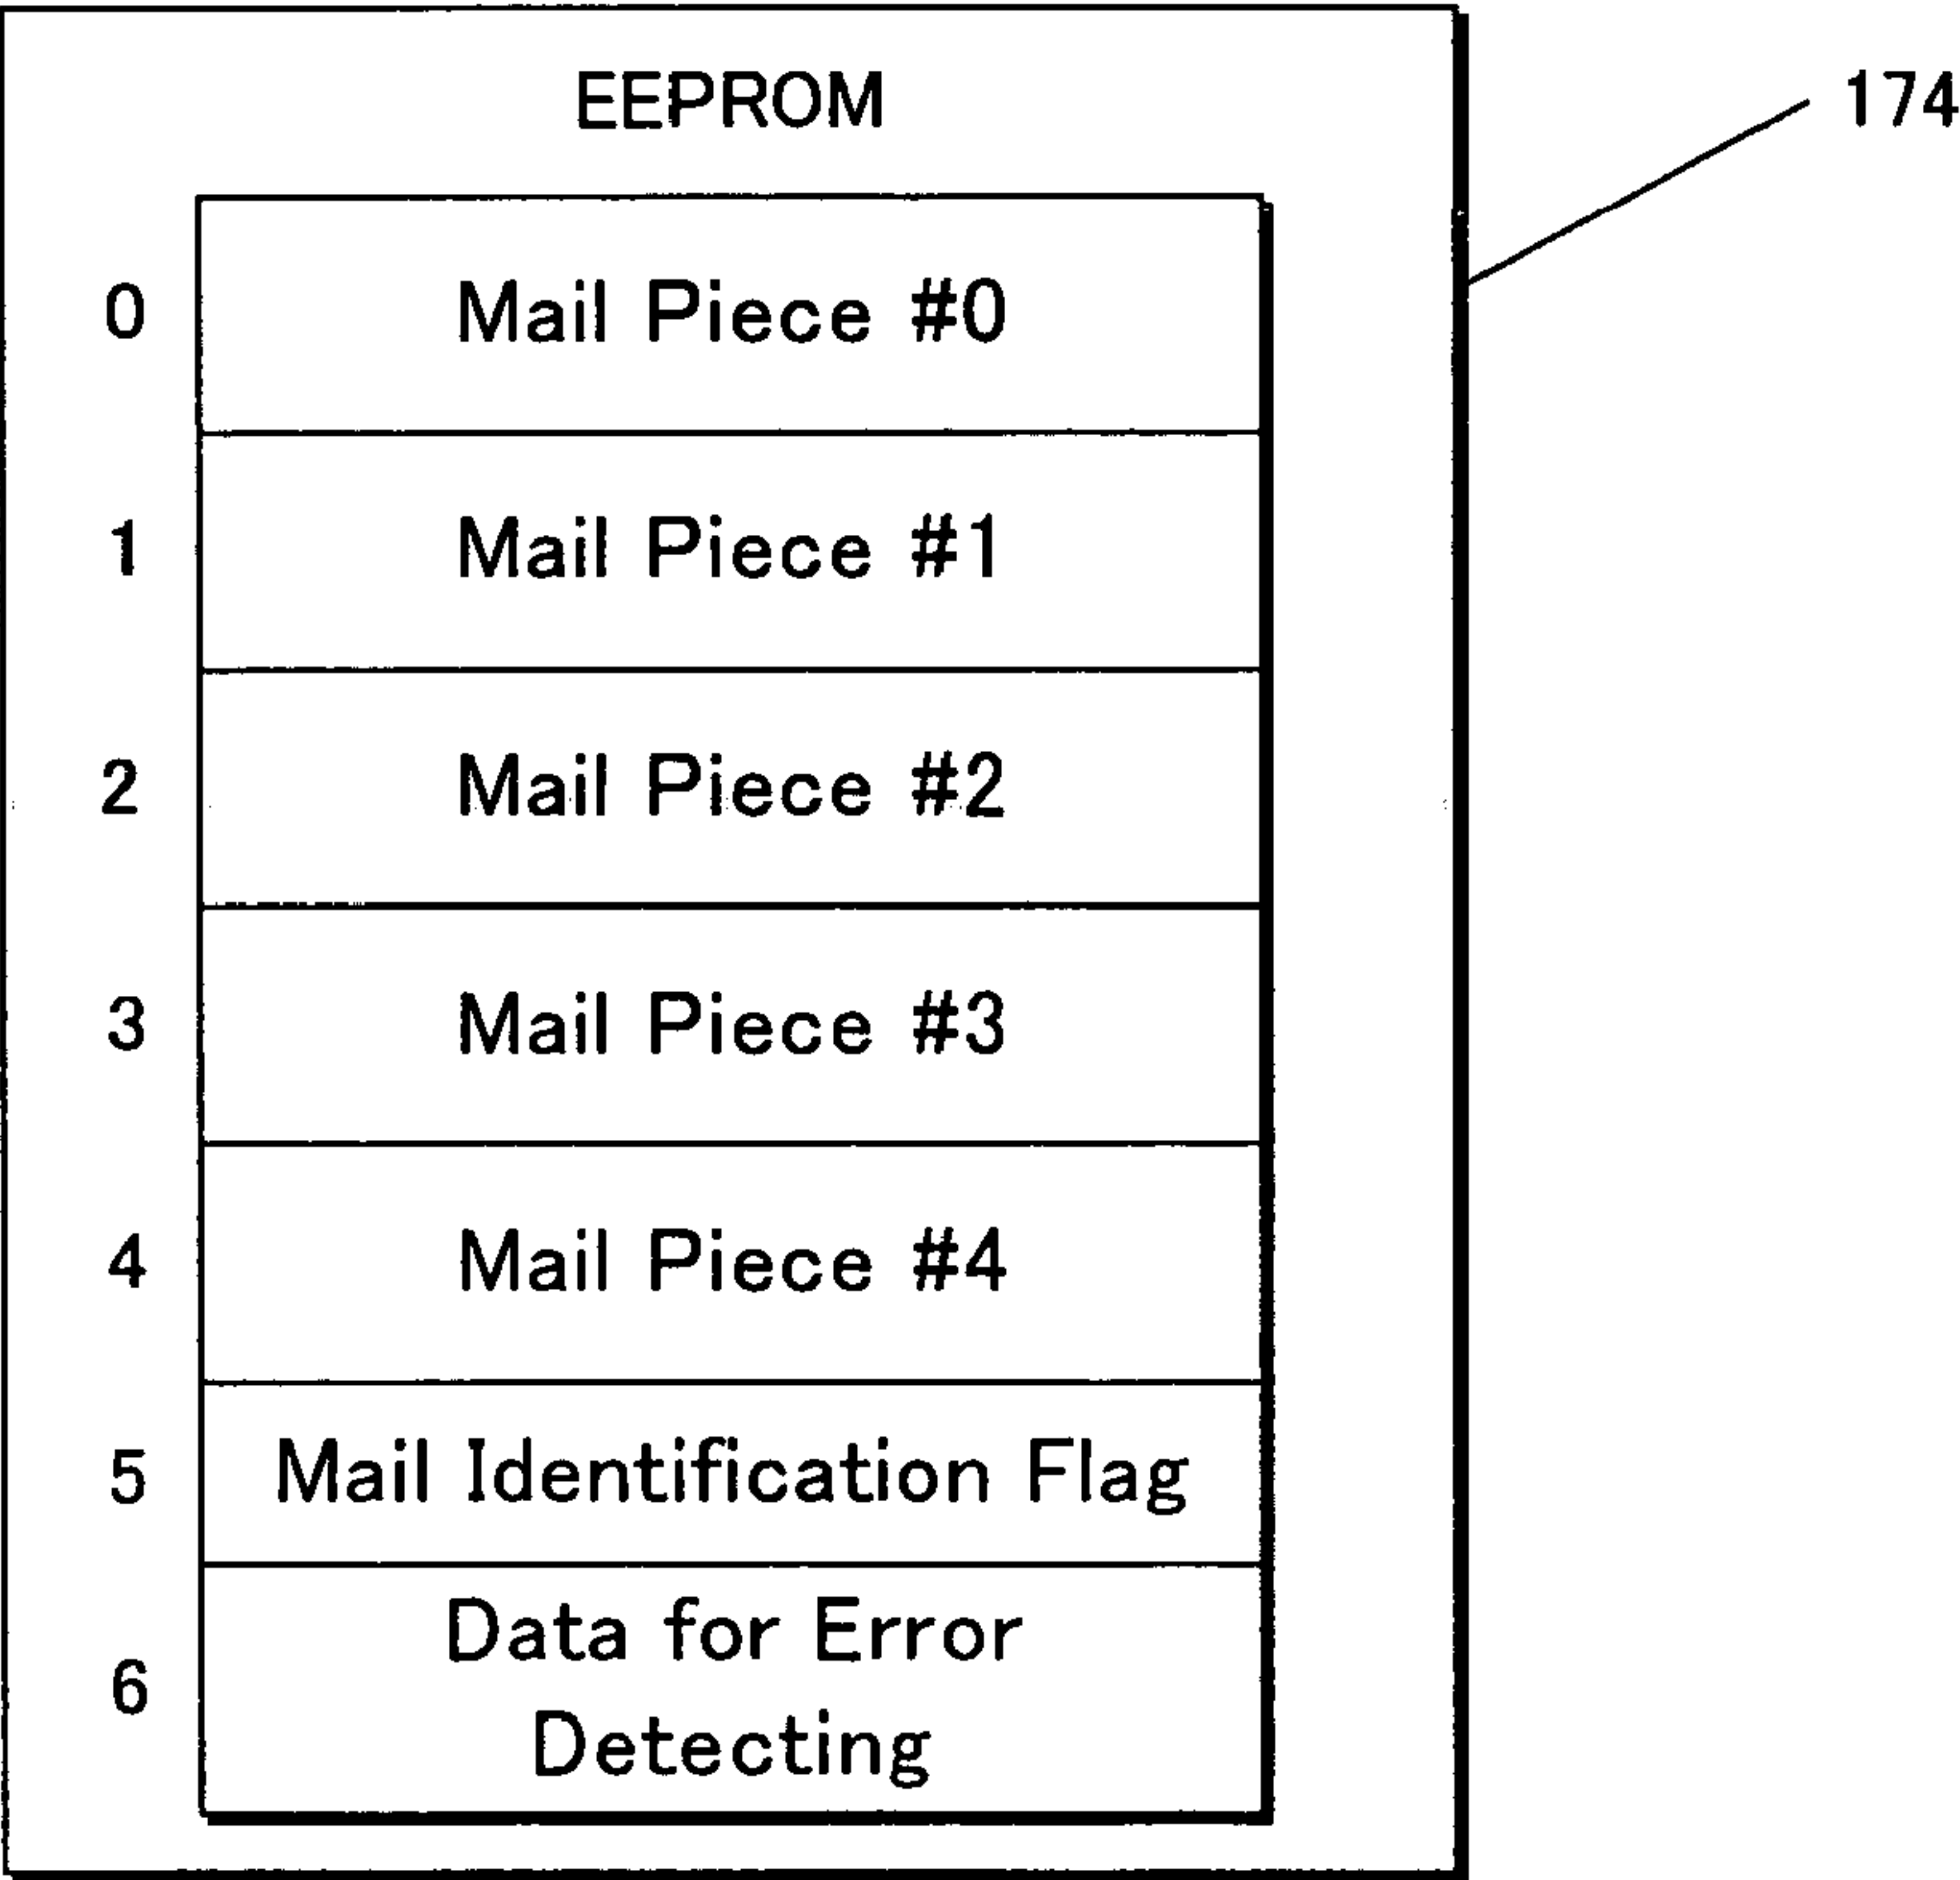 EEPROM
174
0 Mail Piece #0
1 Mail Piece #1
2 Mail Piece #2
3 Mail Piece #3
4 Mail Piece #4
5 Mail Identification Flag
6 Data for Error
Detecting